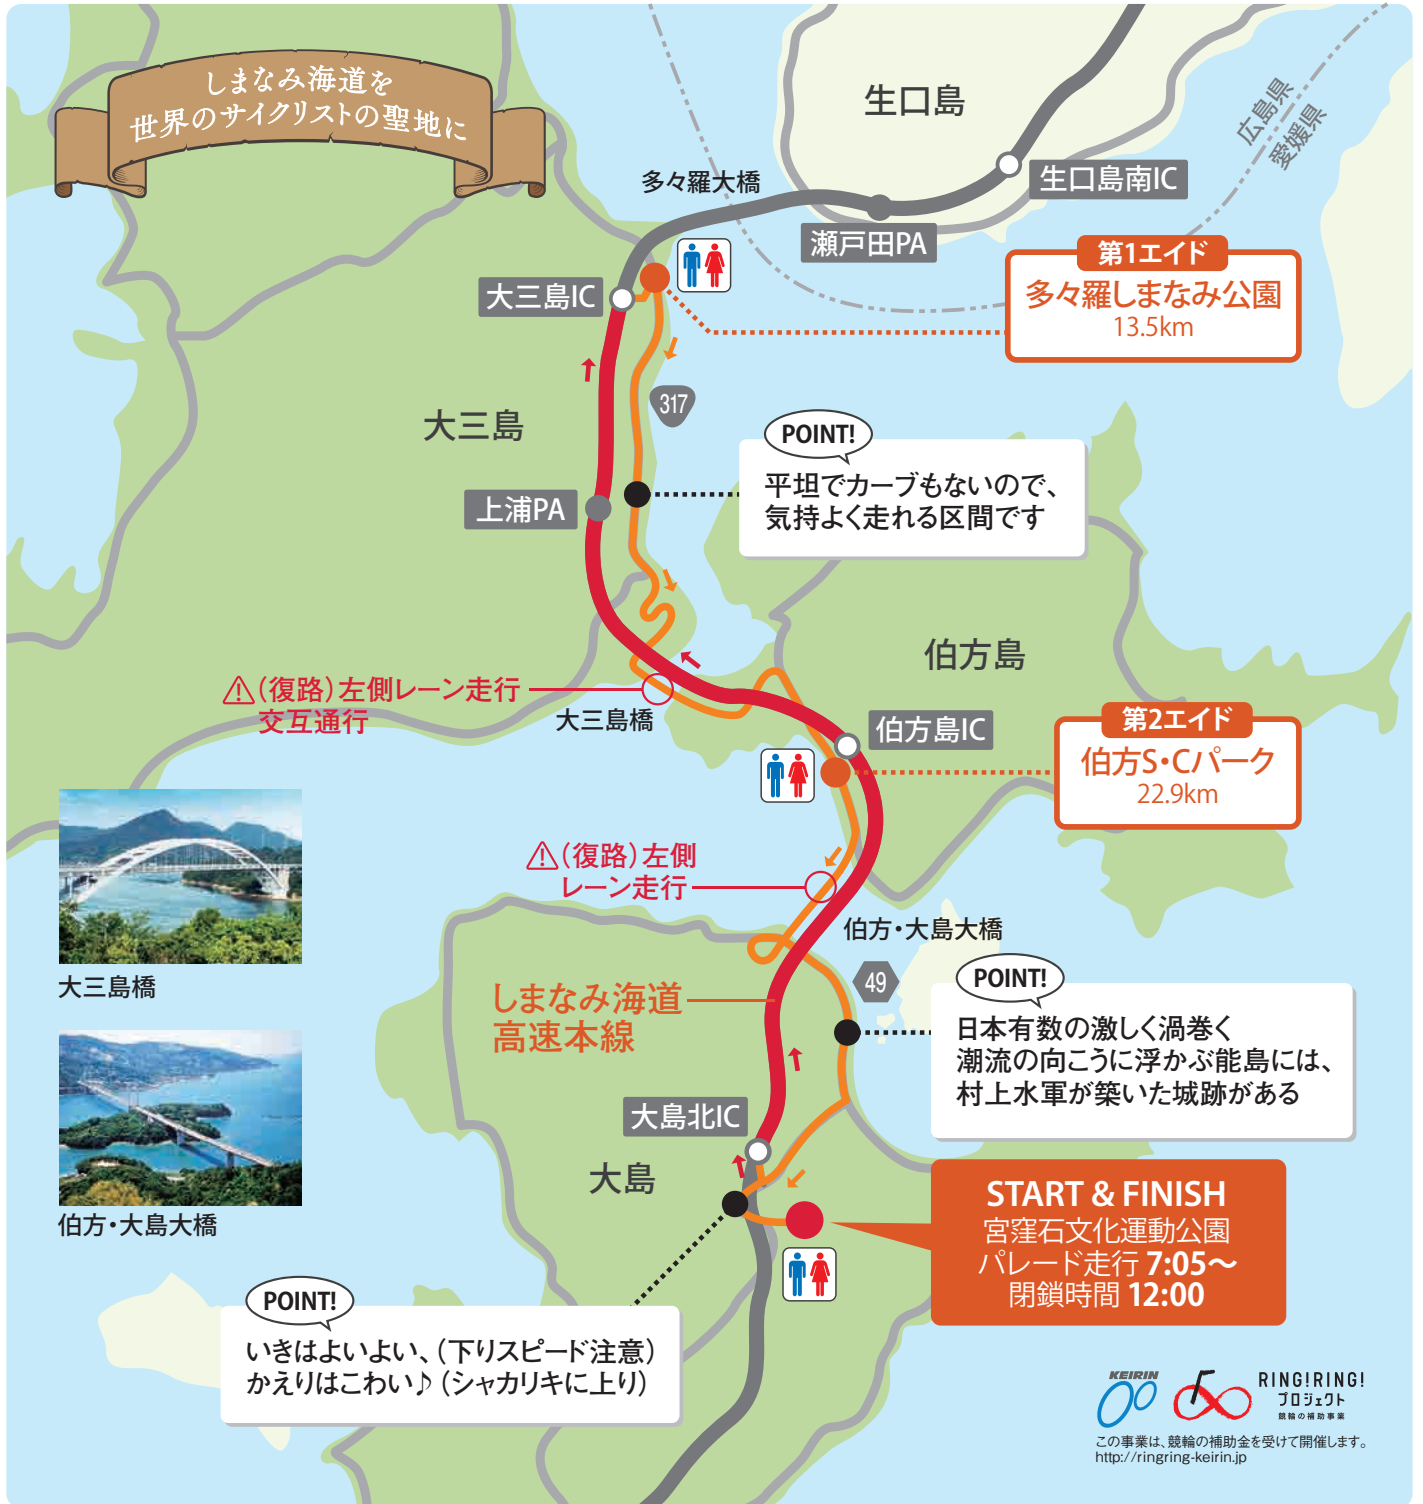 しまなみ海道を
世界のサイクリストの聖地に
生口島
広島県
愛媛県
多々羅大橋
生口島南IC
瀬戸田PA
第1エイド
多々羅しまなみ公園
13.5km
大三島IC
317
大三島
POINT!
平坦でカーブもないので、
気持よく走れる区間です
上浦PA
伯方島
⚠(復路)左側レーン走行
交互通行
大三島橋
伯方島IC
第2エイド
伯方S・Cパーク
22.9km
⚠(復路)左側
レーン走行
伯方・大島大橋
大三島橋
49
しまなみ海道
高速本線
POINT!
日本有数の激しく渦巻く
潮流の向こうに浮かぶ能島には、
村上水軍が築いた城跡がある
大島北IC
大島
伯方・大島大橋
START & FINISH
宮窪石文化運動公園
パレード走行 7:05～
閉鎖時間 12:00
POINT!
いきはよいよい、(下りスピード注意)
かえりはこわい♪(シャカリキに上り)
KEIRIN
RING!RING!
プロジェクト
競輪の補助事業
この事業は、競輪の補助金を受けて開催します。
http://ringring-keirin.jp